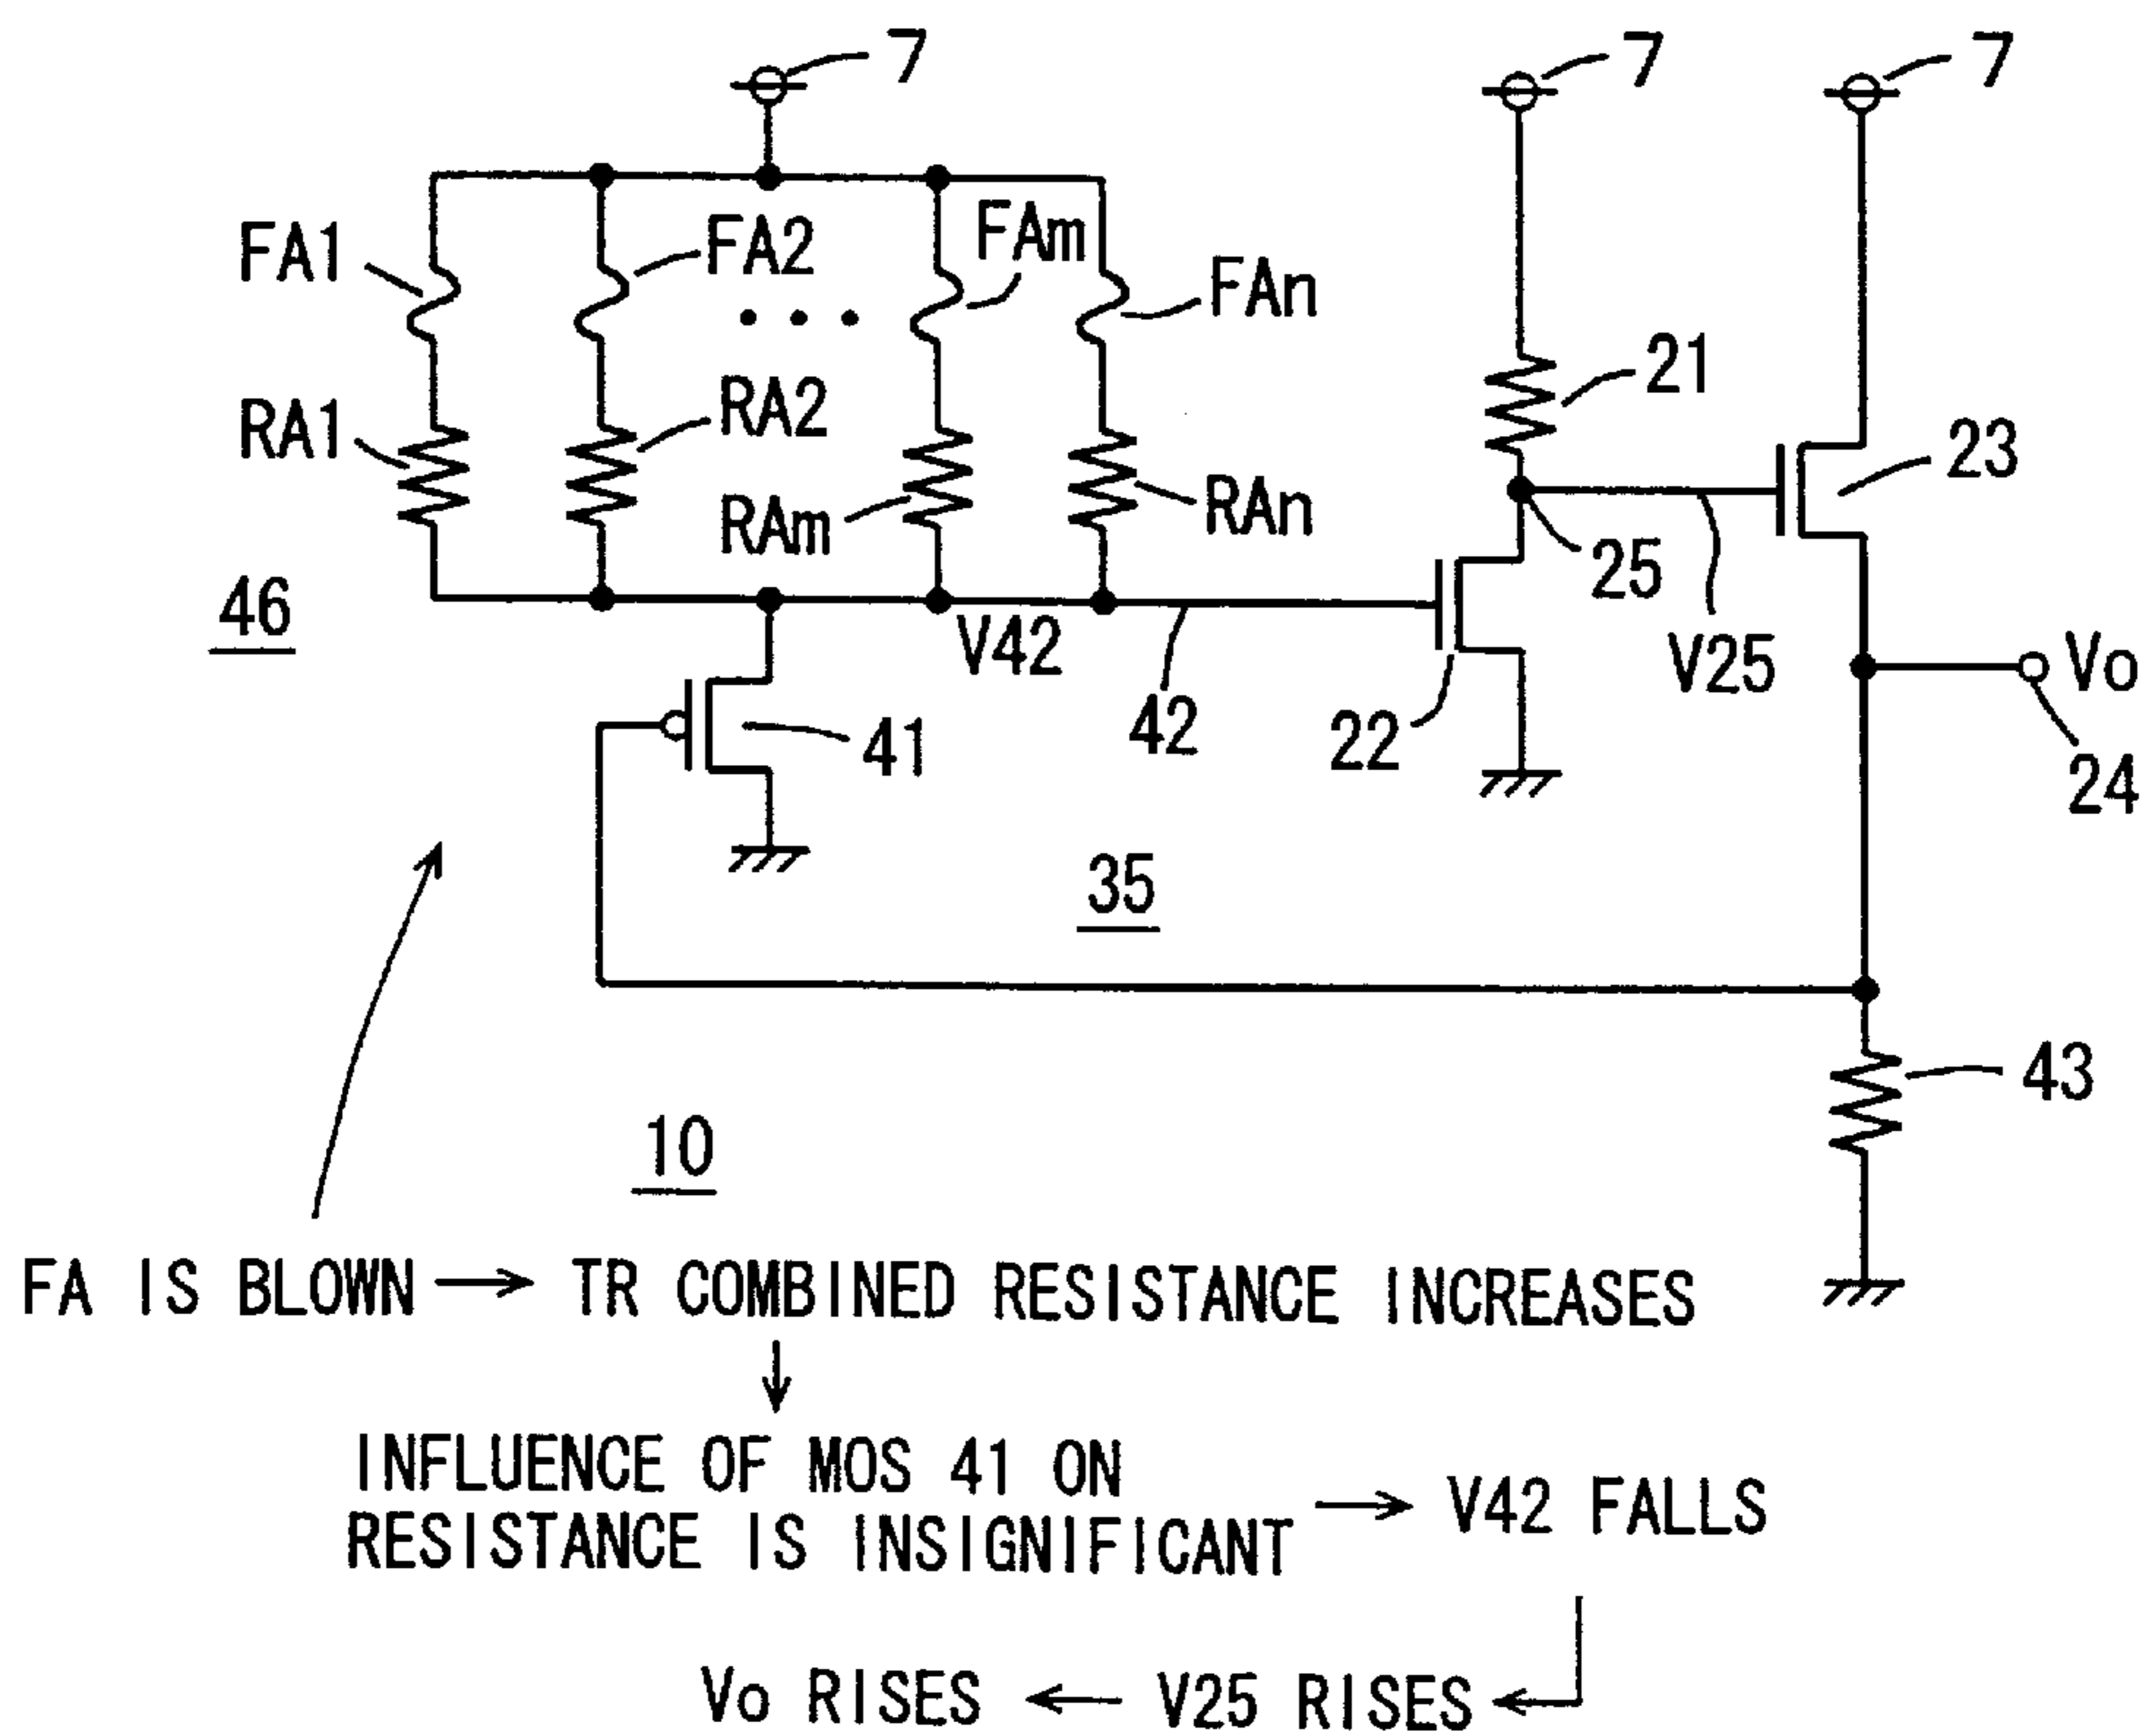 7
7
7
FA1
FA2
FAm
FAn
RA1
RA2
RAm
RAn
21
23
25
46
V42
42
V25
Vo
24
41
22
35
43
10
FA IS BLOWN → TR COMBINED RESISTANCE INCREASES
↓
INFLUENCE OF MOS 41 ON
RESISTANCE IS INSIGNIFICANT → V42 FALLS
Vo RISES ← V25 RISES ←